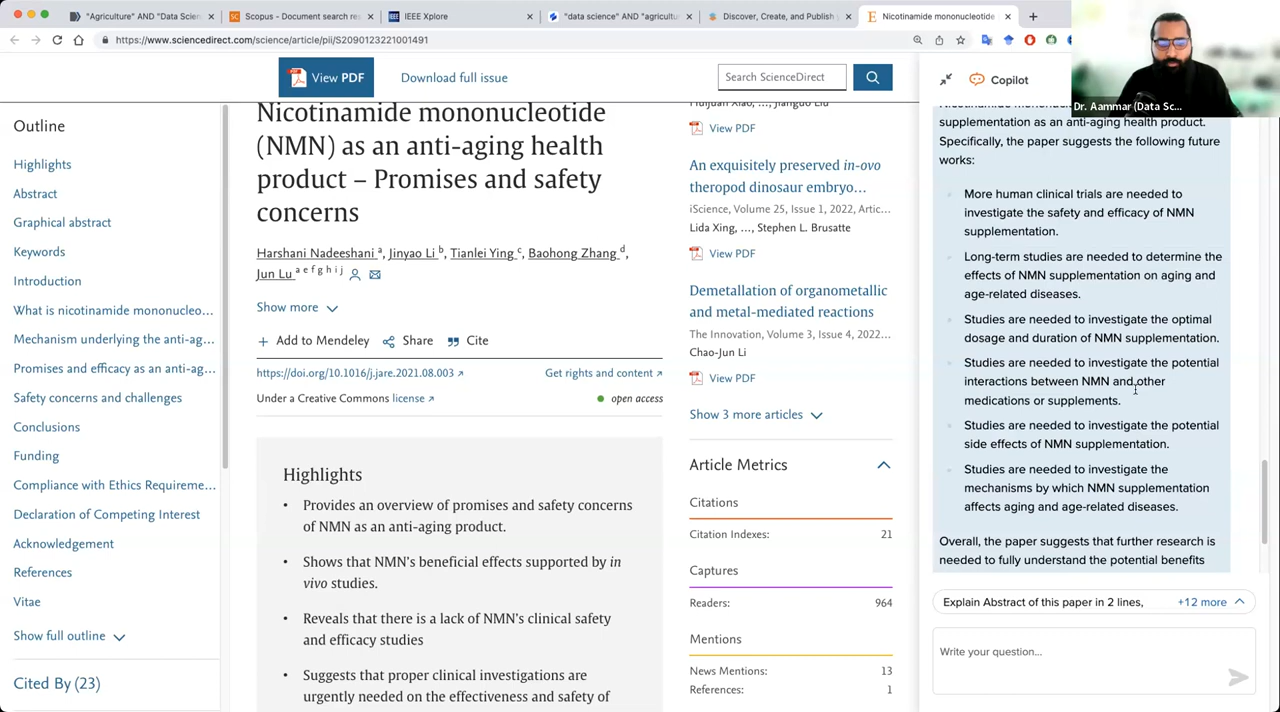 "Agriculture" AND "Data Scien
Scopus - Document search res
IEEE Xplore
"data science" AND "agricultu
Discover, Create, and Publish y
Nicotinamide mononucleotide
https://www.sciencedirect.com/science/article/pii/S2090123221001491
View PDF
Download full issue
Search ScienceDirect
Outline
Highlights
Abstract
Graphical abstract
Keywords
Introduction
What is nicotinamide mononucleo...
Mechanism underlying the anti-ag...
Promises and efficacy as an anti-ag...
Safety concerns and challenges
Conclusions
Funding
Compliance with Ethics Requireme...
Declaration of Competing Interest
Acknowledgement
References
Vitae
Show full outline
Cited By (23)
Nicotinamide mononucleotide
(NMN) as an anti-aging health
product – Promises and safety
concerns
Harshani Nadeeshani a, Jinyao Li b, Tianlei Ying c, Baohong Zhang d,
Jun Lu a e f g h i j
Show more
Add to Mendeley
Share
Cite
https://doi.org/10.1016/j.jare.2021.08.003
Get rights and content
Under a Creative Commons license
open access
Highlights
• Provides an overview of promises and safety concerns
of NMN as an anti-aging product.
• Shows that NMN's beneficial effects supported by in
vivo studies.
• Reveals that there is a lack of NMN's clinical safety
and efficacy studies
• Suggests that proper clinical investigations are
urgently needed on the effectiveness and safety of
Huijuan Xiao, ..., Jianguo Liu
View PDF
An exquisitely preserved in-ovo
theropod dinosaur embryo...
iScience, Volume 25, Issue 1, 2022, Artic...
Lida Xing, ..., Stephen L. Brusatte
View PDF
Demetallation of organometallic
and metal-mediated reactions
The Innovation, Volume 3, Issue 4, 2022...
Chao-Jun Li
View PDF
Show 3 more articles
Article Metrics
Citations
Citation Indexes: 21
Captures
Readers: 964
Mentions
News Mentions: 13
References: 1
Copilot
Dr. Aammar (Data Sc...
supplementation as an anti-aging health product.
Specifically, the paper suggests the following future
works:
More human clinical trials are needed to
investigate the safety and efficacy of NMN
supplementation.
Long-term studies are needed to determine the
effects of NMN supplementation on aging and
age-related diseases.
Studies are needed to investigate the optimal
dosage and duration of NMN supplementation.
Studies are needed to investigate the potential
interactions between NMN and other
medications or supplements.
Studies are needed to investigate the potential
side effects of NMN supplementation.
Studies are needed to investigate the
mechanisms by which NMN supplementation
affects aging and age-related diseases.
Overall, the paper suggests that further research is
needed to fully understand the potential benefits
Explain Abstract of this paper in 2 lines,
+12 more
Write your question...